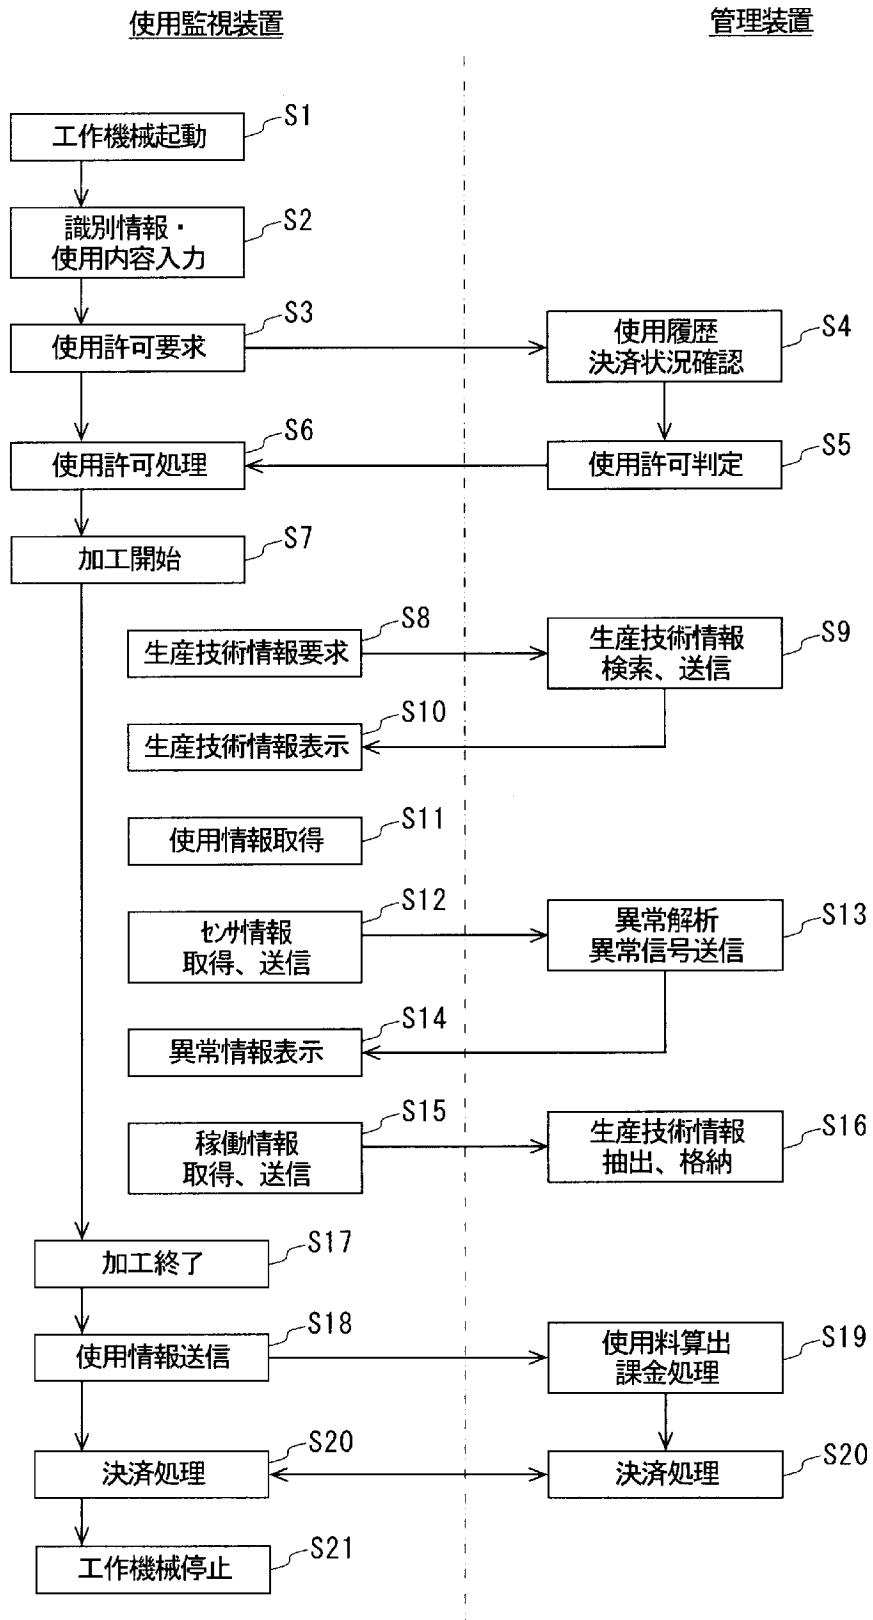 使用監視装置
管理装置
S1
工作機械起動
S2
識別情報・
使用内容入力
S3
使用許可要求
S4
使用履歴
決済状況確認
S5
使用許可判定
S6
使用許可処理
S7
加工開始
S8
生産技術情報要求
S9
生産技術情報
検索、送信
S10
生産技術情報表示
S11
使用情報取得
S12
センサ情報
取得、送信
S13
異常解析
異常信号送信
S14
異常情報表示
S15
稼働情報
取得、送信
S16
生産技術情報
抽出、格納
S17
加工終了
S18
使用情報送信
S19
使用料算出
課金処理
S20
決済処理
S20
決済処理
S21
工作機械停止